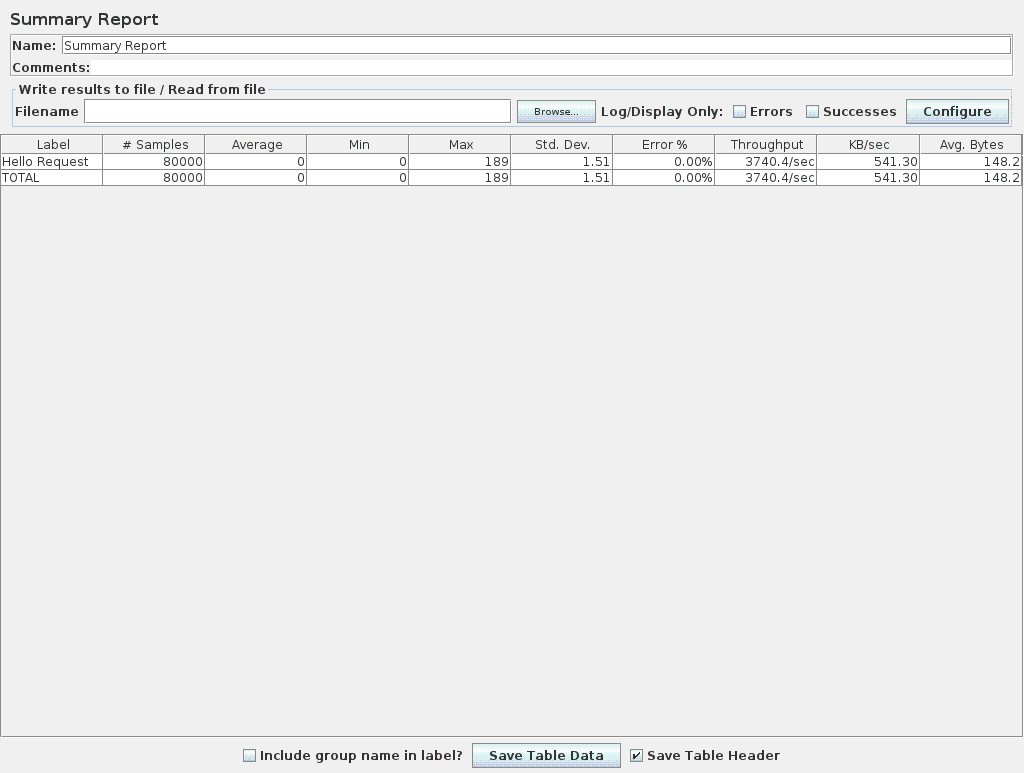 Summary Report
Name: Summary Report
Comments:
Write results to file / Read from file
Filename Browse... Log/Display Only: Errors Successes Configure
Label # Samples Average Min Max Std. Dev. Error % Throughput KB/sec Avg. Bytes
Hello Request 80000 0 0 189 1.51 0.00% 3740.4/sec 541.30 148.2
TOTAL 80000 0 0 189 1.51 0.00% 3740.4/sec 541.30 148.2
Include group name in label? Save Table Data Save Table Header